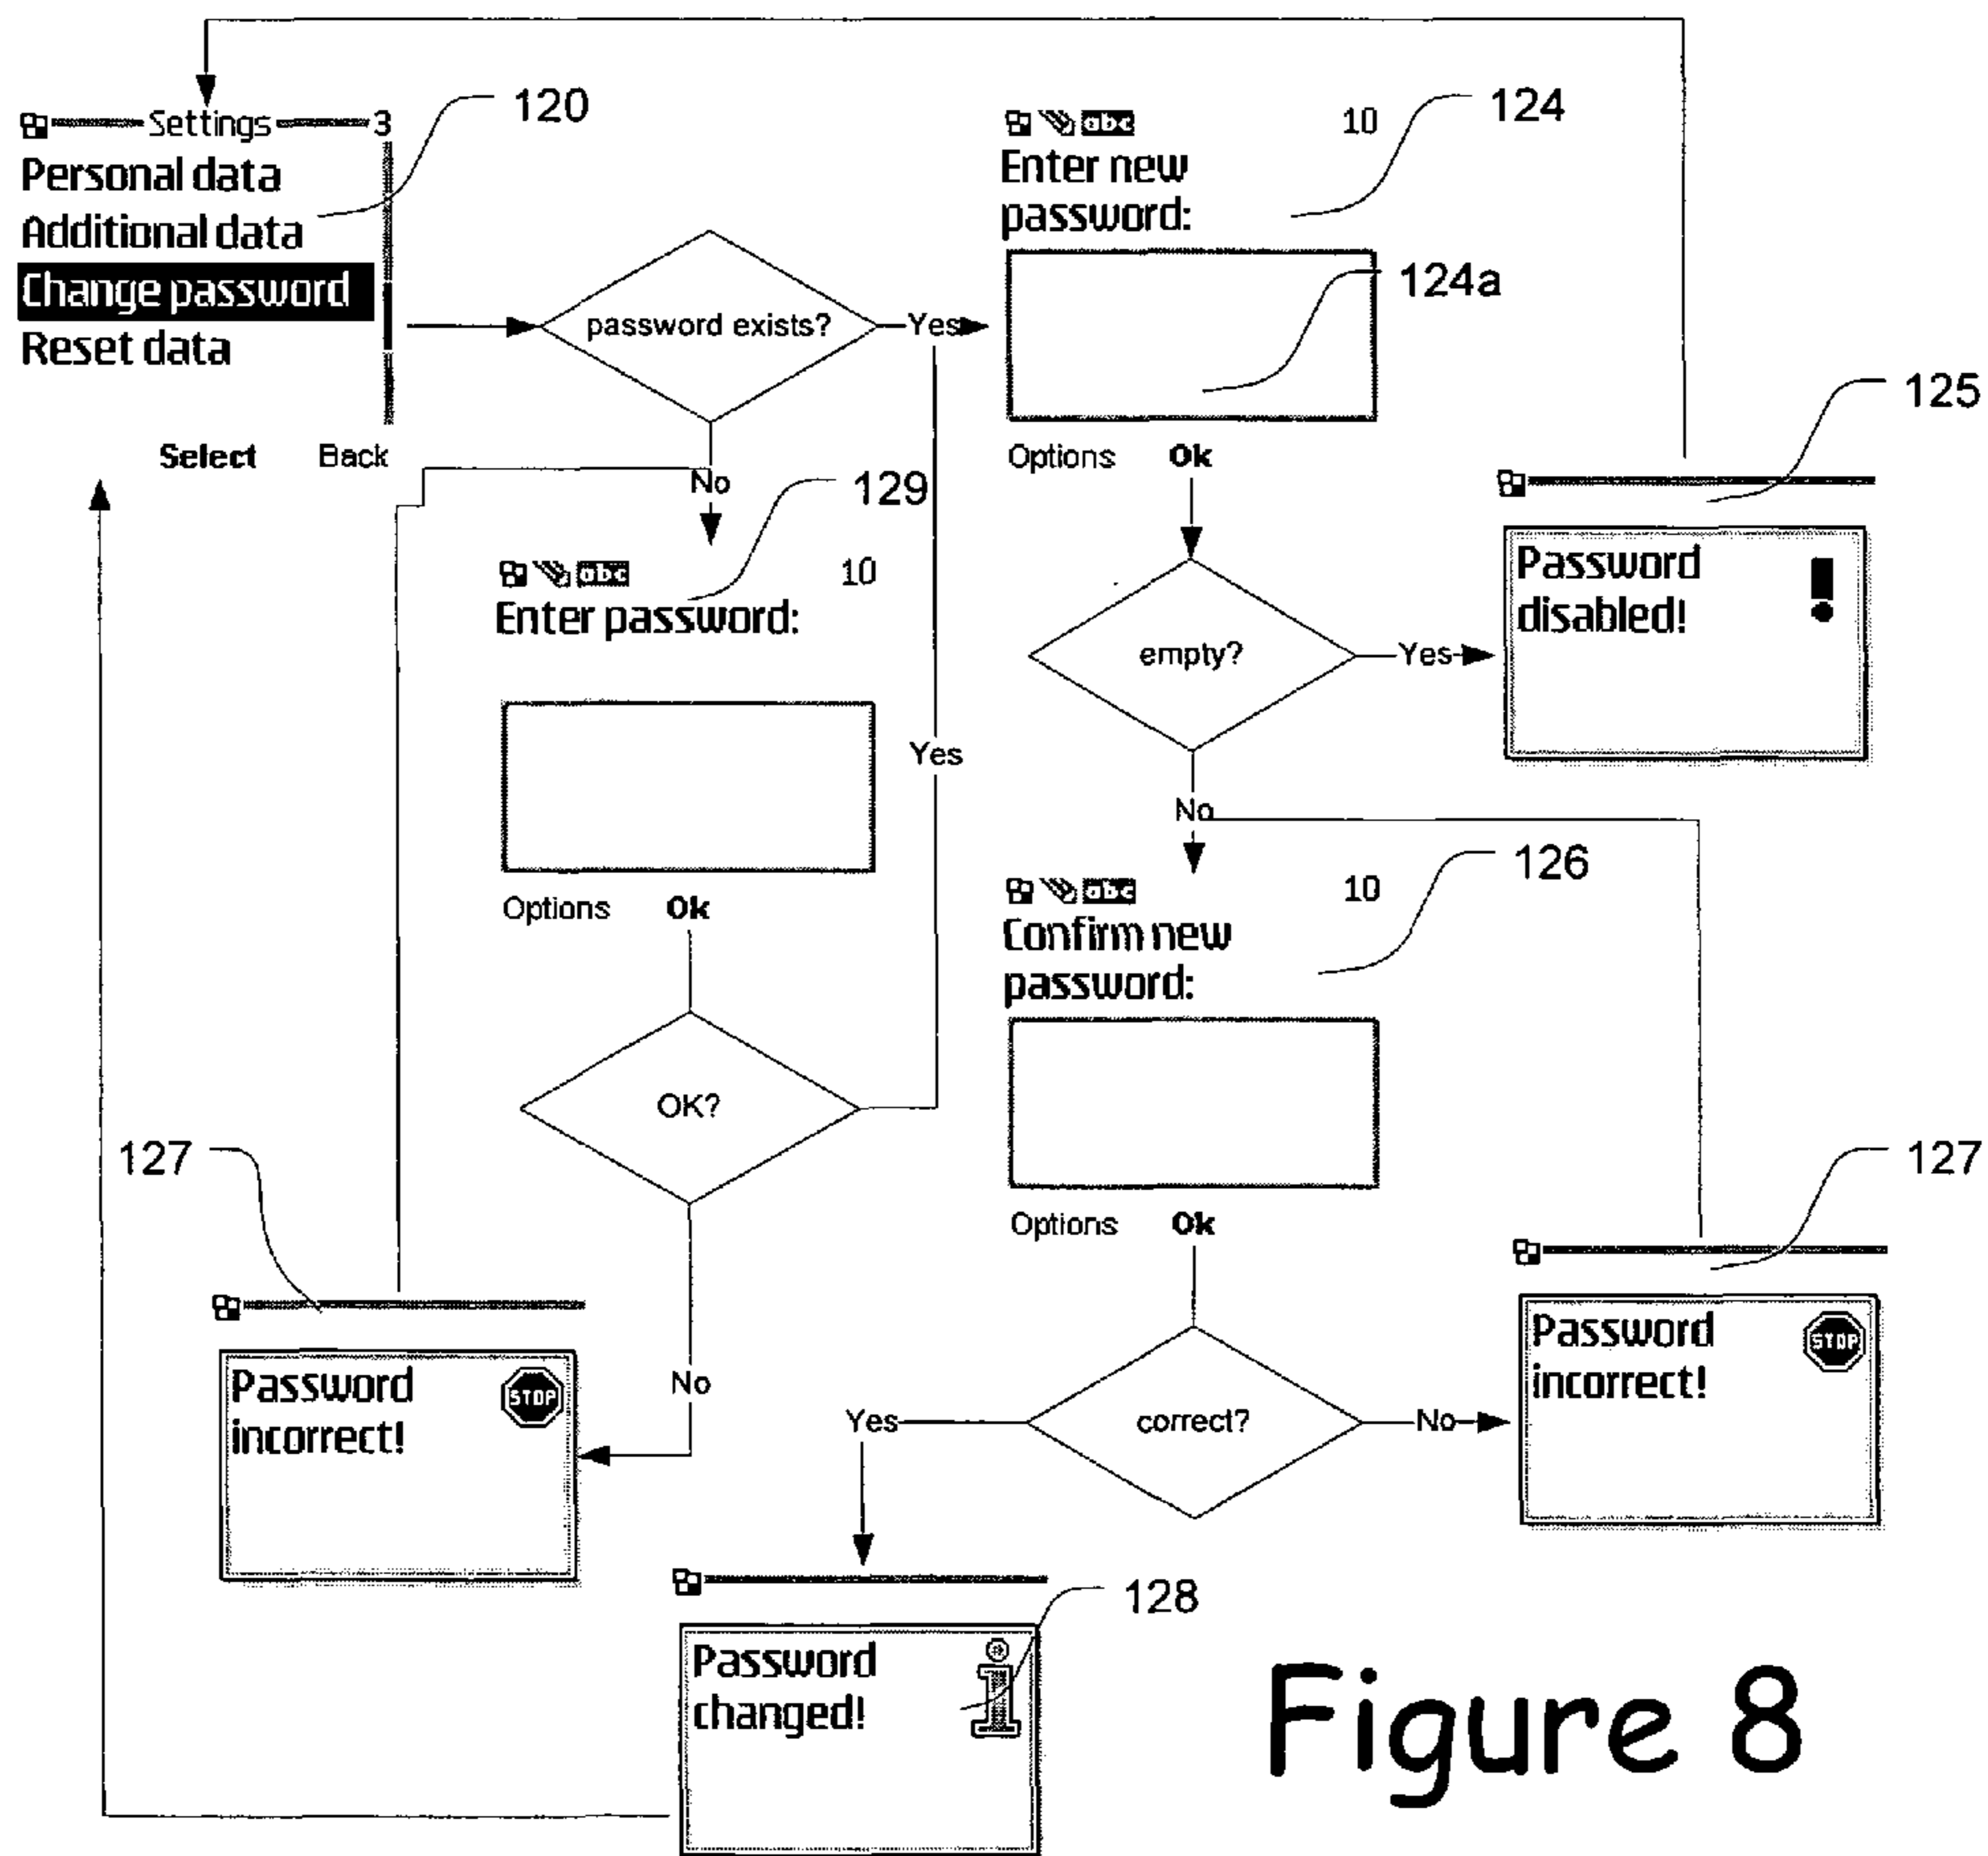 Settings 3
Personal data
Additional data
Change password
Reset data
Select Back
120
password exists?
Yes
No
abc 10
Enter new
password:
124
124a
Options Ok
125
Password
disabled!
empty?
Yes
No
129
abc 10
Enter password:
Options Ok
Yes
OK?
No
126
abc 10
Confirm new
password:
Options Ok
correct?
Yes
No
127
Password
incorrect!
STOP
127
Password
incorrect!
STOP
128
Password
changed!
i
Figure 8